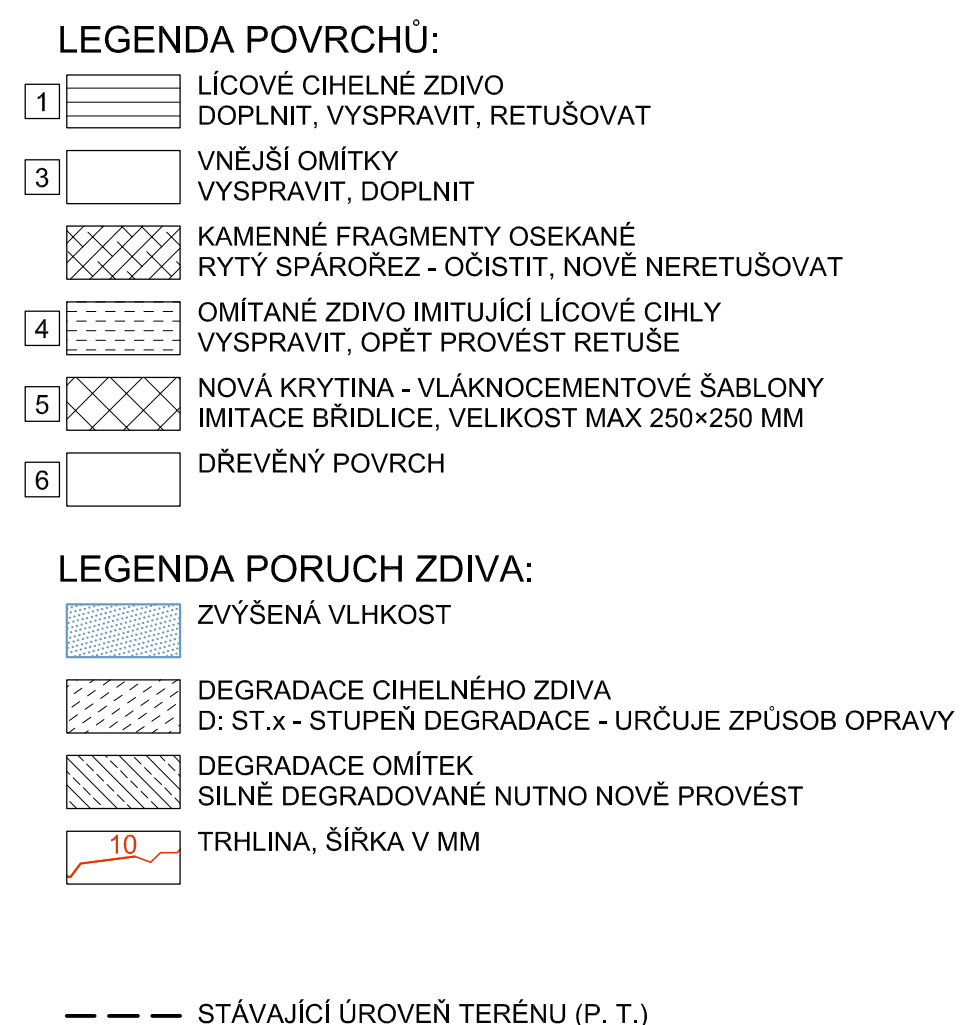 LEGENDA POVRCHŮ:
1 LÍCOVÉ CIHELNÉ ZDIVO
DOPLNIT, VYSPRAVIT, RETUŠOVAT
3 VNĚJŠÍ OMÍTKY
VYSPRAVIT, DOPLNIT
KAMENNÉ FRAGMENTY OSEKANÉ
RYTÝ SPÁROŘEZ - OČISTIT, NOVĚ NERETUŠOVAT
4 OMÍTANÉ ZDIVO IMITUJÍCÍ LÍCOVÉ CIHLY
VYSPRAVIT, OPĚT PROVÉST RETUŠE
5 NOVÁ KRYTINA - VLÁKNOCEMENTOVÉ ŠABLONY
IMITACE BŘIDLICE, VELIKOST MAX 250×250 MM
6 DŘEVĚNÝ POVRCH
LEGENDA PORUCH ZDIVA:
ZVÝŠENÁ VLHKOST
DEGRADACE CIHELNÉHO ZDIVA
D: ST.x - STUPEŇ DEGRADACE - URČUJE ZPŮSOB OPRAVY
DEGRADACE OMÍTEK
SILNĚ DEGRADOVANÉ NUTNO NOVĚ PROVÉST
10 TRHLINA, ŠÍŘKA V MM
STÁVAJÍCÍ ÚROVEŇ TERÉNU (P. T.)